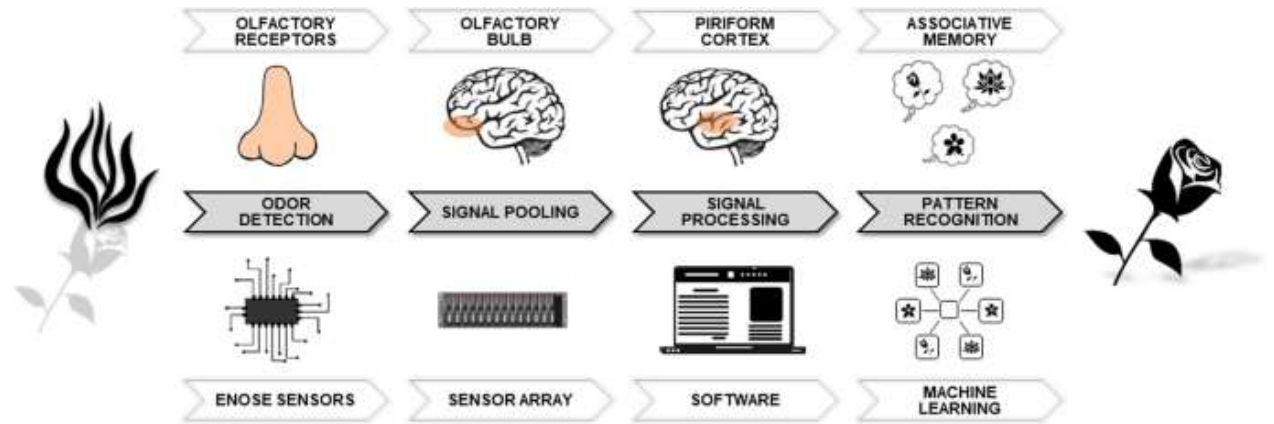 OLFACTORY
RECEPTORS
OLFACTORY
BULB
PIRIFORM
CORTEX
ASSOCIATIVE
MEMORY
ODOR
DETECTION
SIGNAL POOLING
SIGNAL
PROCESSING
PATTERN
RECOGNITION
ENOSE SENSORS
SENSOR ARRAY
SOFTWARE
MACHINE
LEARNING